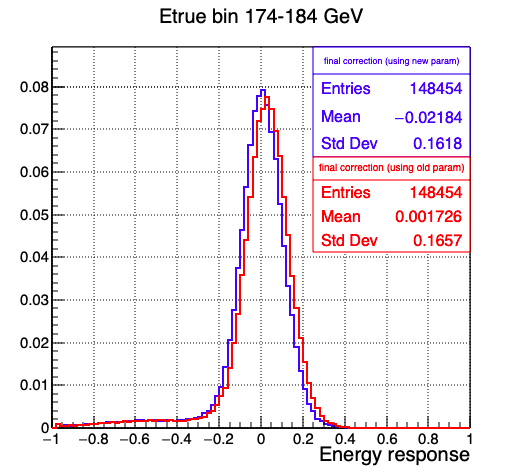 Etrue bin 174-184 GeV
final correction (using new param)
Entries 148454
Mean −0.02184
Std Dev 0.1618
final correction (using old param)
Entries 148454
Mean 0.001726
Std Dev 0.1657
0.08
0.07
0.06
0.05
0.04
0.03
0.02
0.01
0
−1 −0.8 −0.6 −0.4 −0.2 0 0.2 0.4 0.6 0.8 1
Energy response